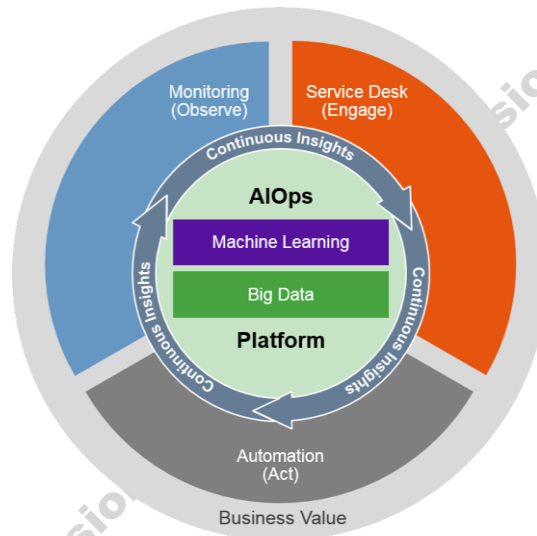 Monitoring
(Observe)
Service Desk
(Engage)
Continuous Insights
AIOps
Machine Learning
Big Data
Platform
Continuous Insights
Continuous Insights
Automation
(Act)
Business Value